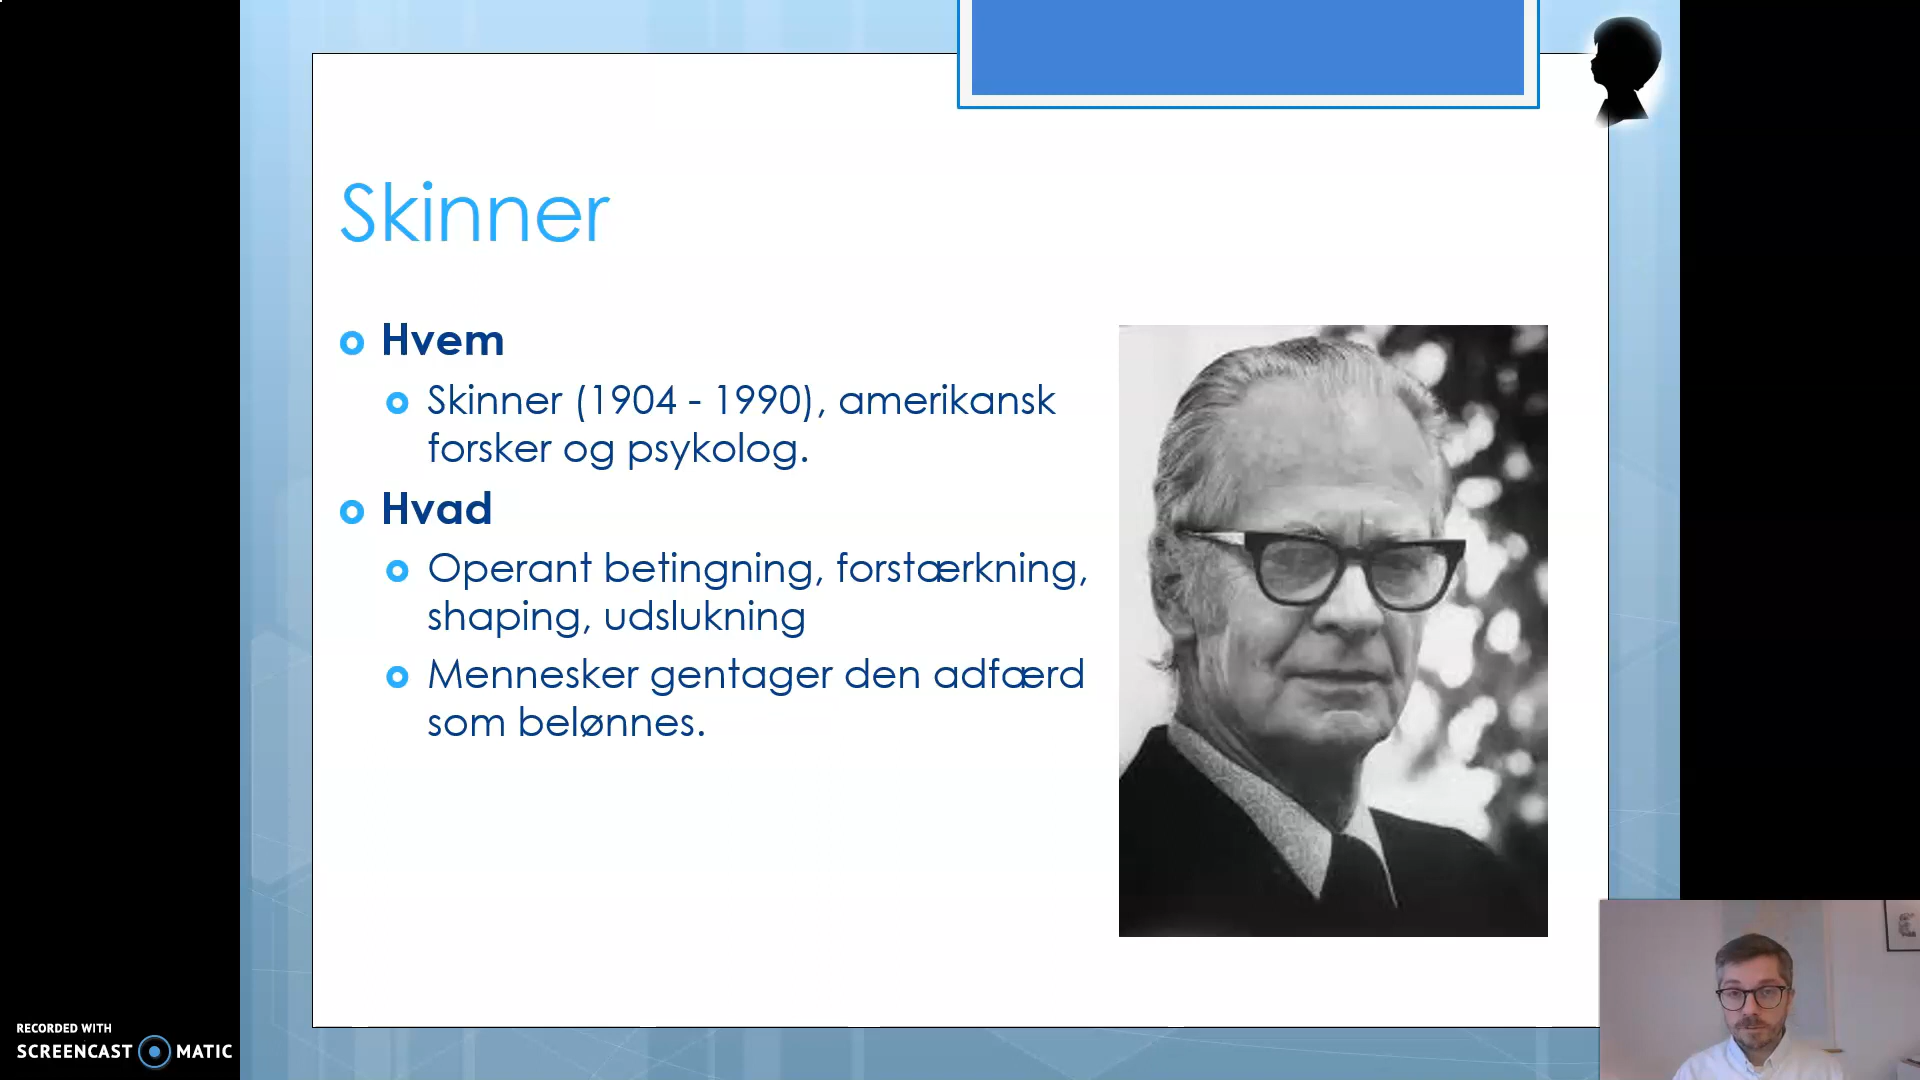 Skinner
Hvem
Skinner (1904 - 1990), amerikansk
forsker og psykolog.
Hvad
Operant betingning, forstærkning,
shaping, udslukning
Mennesker gentager den adfærd
som belønnes.
RECORDED WITH
SCREENCAST MATIC